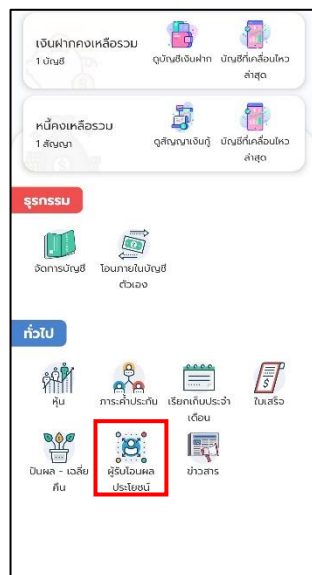 เงินฝากคงเหลือรวม
1 บัญชี
ดูบัญชีเงินฝาก
บัญชีที่เคลื่อนไหว
ล่าสุด
หนี้คงเหลือรวม
1 สัญญา
ดูสัญญาเงินกู้
บัญชีที่เคลื่อนไหว
ล่าสุด
ธุรกรรม
จัดการบัญชี
โอนภายในบัญชี
ตัวเอง
ทั่วไป
หุ้น
ภาระค้ำประกัน
เรียกเก็บประจำ
เดือน
ใบเสร็จ
ปันผล - เฉลี่ย
คืน
ผู้รับโอนผล
ประโยชน์
ข่าวสาร